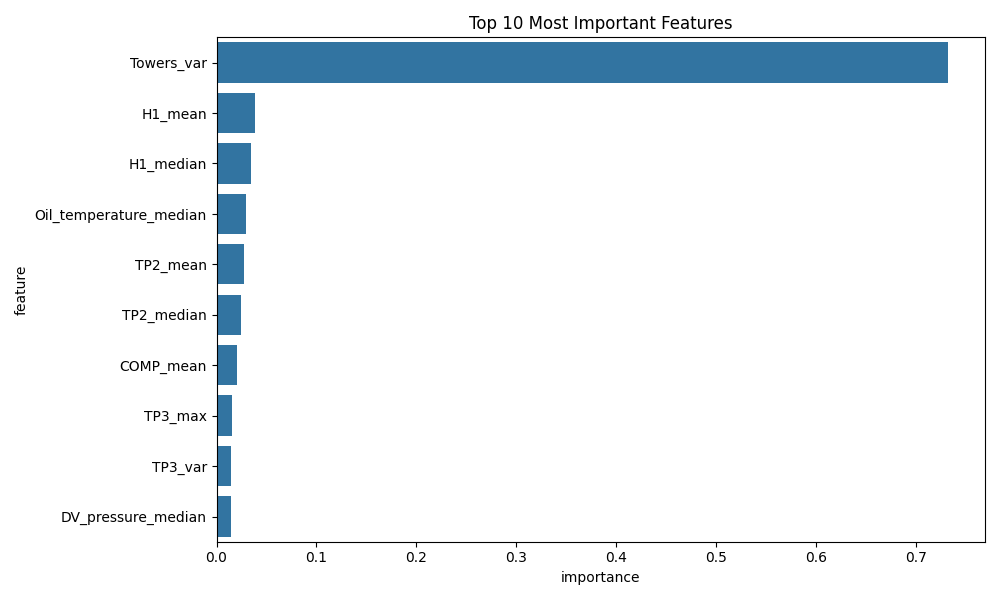 Top 10 Most Important Features
Towers_var
H1_mean
H1_median
Oil_temperature_median
TP2_mean
TP2_median
COMP_mean
TP3_max
TP3_var
DV_pressure_median
feature
0.0 0.1 0.2 0.3 0.4 0.5 0.6 0.7
importance